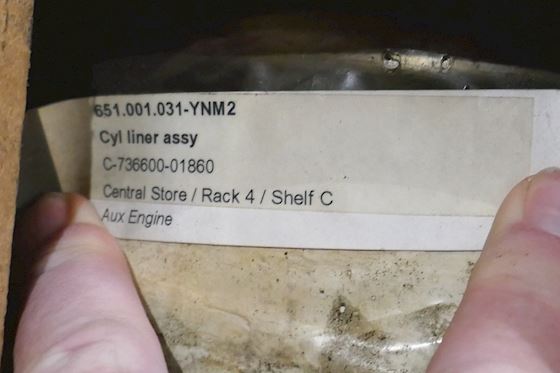 651.001.031-YNM2
Cyl liner assy
C-736600-01860
Central Store / Rack 4 / Shelf C
Aux Engine